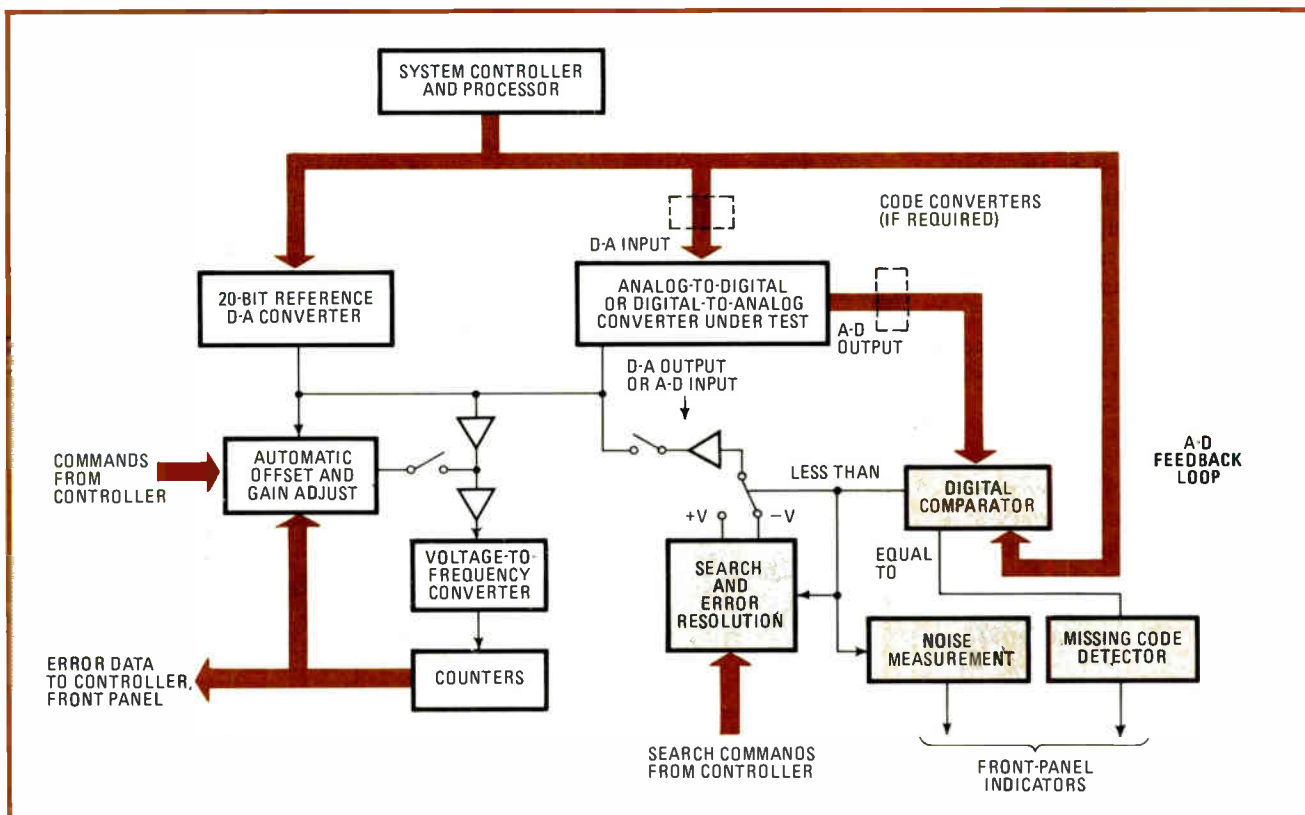 SYSTEM CONTROLLER
AND PROCESSOR
CODE CONVERTERS
(IF REQUIRED)
D-A INPUT
20-BIT REFERENCE
D-A CONVERTER
ANALOG-TO-DIGITAL
OR DIGITAL-TO-ANALOG
CONVERTER UNDER TEST
A-D
OUTPUT
D-A OUTPUT
OR A-D INPUT
COMMANDS
FROM
CONTROLLER
AUTOMATIC
OFFSET AND
GAIN ADJUST
LESS THAN
DIGITAL
COMPARATOR
A-D
FEEDBACK
LOOP
+V
-V
EQUAL
TO
VOLTAGE-TO-
FREQUENCY
CONVERTER
SEARCH
AND
ERROR
RESOLUTION
NOISE
MEASUREMENT
MISSING CODE
DETECTOR
ERROR DATA
TO CONTROLLER,
FRONT PANEL
COUNTERS
SEARCH COMMANDS
FROM CONTROLLER
FRONT-PANEL
INDICATORS